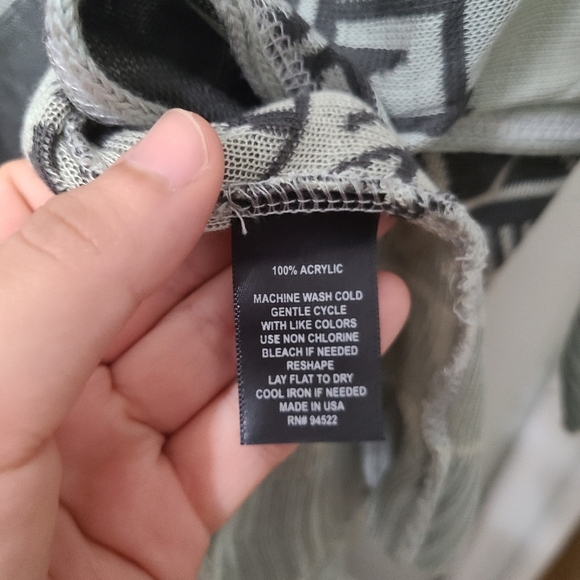 100% ACRYLIC
MACHINE WASH COLD
GENTLE CYCLE
WITH LIKE COLORS
USE NON CHLORINE
BLEACH IF NEEDED
RESHAPE
LAY FLAT TO DRY
COOL IRON IF NEEDED
MADE IN USA
RN# 94522